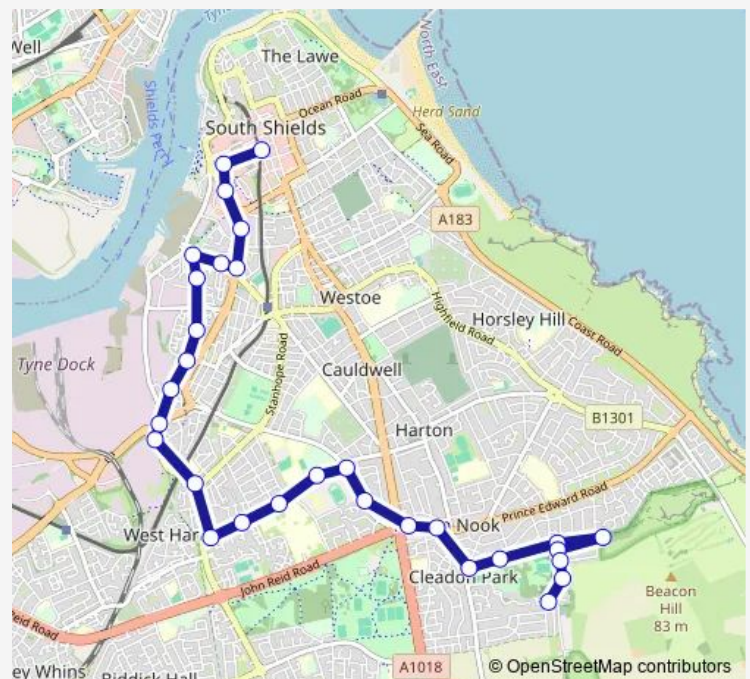 Well
The Lawe
North East
Ocean Road
Herd Sand
Shields
South Shields
Sea Road
A183
Westoe
Highfield Road
Horsley Hill
Coast Road
Tyne Dock
Stanhope Road
Cauldwell
B1301
Harton
Prince Edward Road
West Har
Nook
John Reid Road
Cleadon Park
Beacon
Hill
83 m
eid Road
ey Whins
Biddick Hall
A1018
© OpenStreetMap contributors